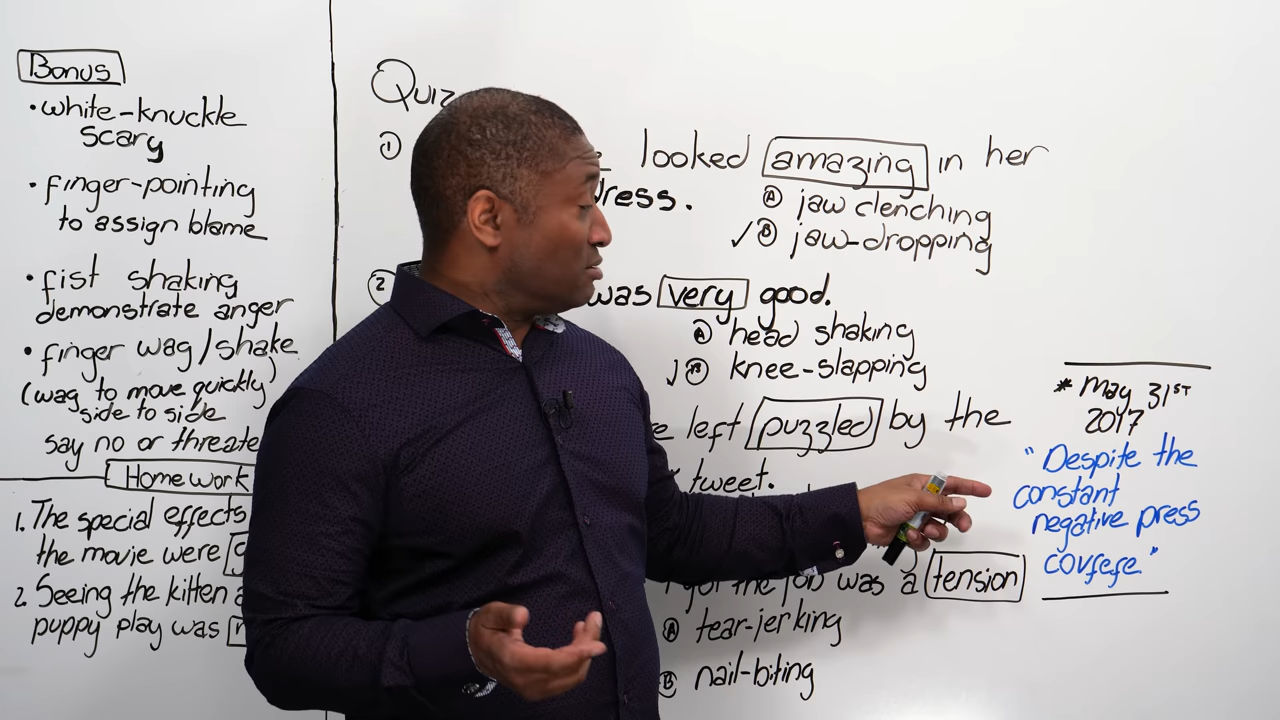 Bonus
• white-knuckle
scary
• finger-pointing
to assign blame
• fist shaking
demonstrate anger
• finger wag/shake
(wag to move quickly)
side to side
say no or threate
Homework
1. The special effects
the movie were
2. Seeing the kitten
puppy play was
Quiz
① looked amazing in her
dress.
Ⓐ jaw clenching
✓ Ⓑ jaw-dropping
② was very good.
Ⓐ head shaking
✓ Ⓑ knee-slapping
left puzzled by the
tweet.
got the job was a tension
Ⓐ tear-jerking
Ⓑ nail-biting
* May 31ST
2017
"Despite the
constant
negative press
covfefe"